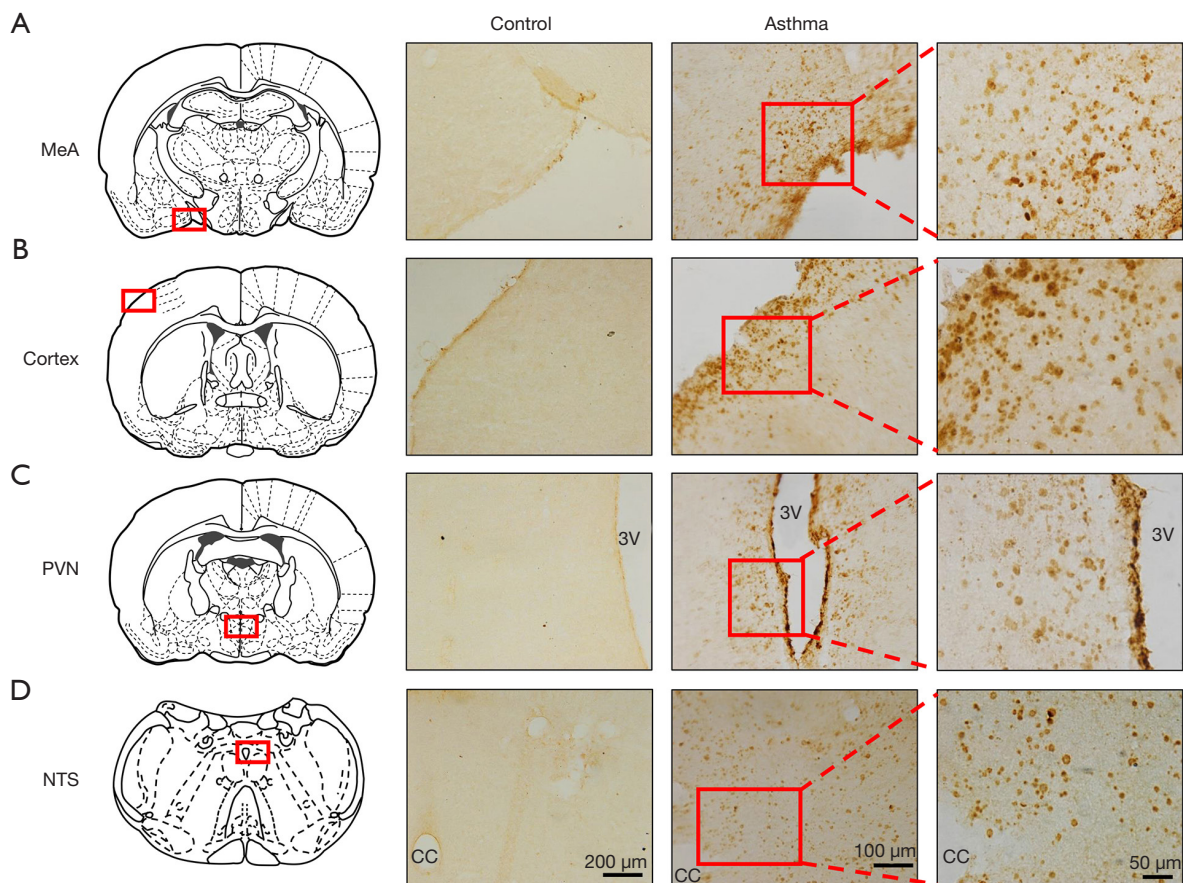 A
Control
Asthma
MeA
B
Cortex
C
PVN
3V
3V
3V
D
NTS
CC
200 µm
CC
100 µm
CC
50 µm